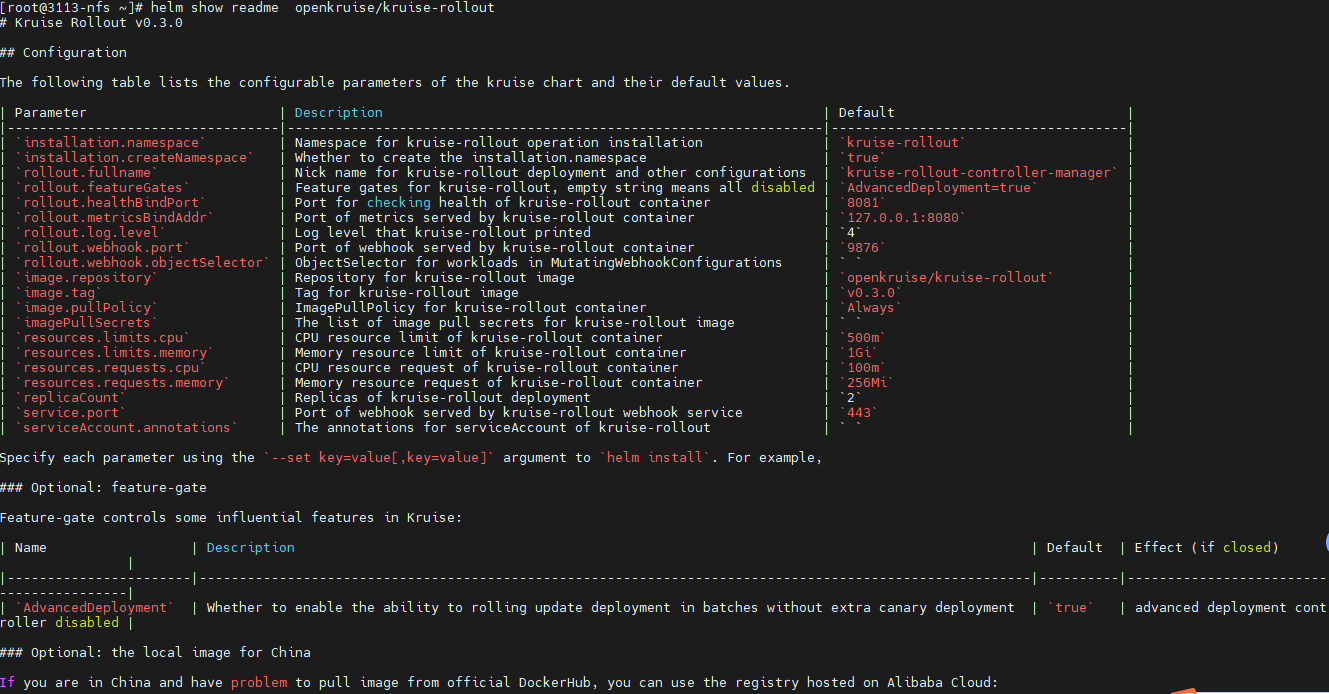 [root@3113-nfs ~]# helm show readme  openkruise/kruise-rollout
# Kruise Rollout v0.3.0
## Configuration
The following table lists the configurable parameters of the kruise chart and their default values.
| Parameter                        | Description                                                       | Default                              |
|----------------------------------|-------------------------------------------------------------------|--------------------------------------|
| `installation.namespace`         | Namespace for kruise-rollout operation installation               | `kruise-rollout`                     |
| `installation.createNamespace`   | Whether to create the installation.namespace                      | `true`                               |
| `rollout.fullname`               | Nick name for kruise-rollout deployment and other configurations  | `kruise-rollout-controller-manager` |
| `rollout.featureGates`           | Feature gates for kruise-rollout, empty string means all disabled | `AdvancedDeployment=true`            |
| `rollout.healthBindPort`         | Port for checking health of kruise-rollout container              | `8081`                               |
| `rollout.metricsBindAddr`        | Port of metrics served by kruise-rollout container                | `127.0.0.1:8080`                     |
| `rollout.log.level`              | Log level that kruise-rollout printed                             | `4`                                  |
| `rollout.webhook.port`           | Port of webhook served by kruise-rollout container                | `9876`                               |
| `rollout.webhook.objectSelector` | ObjectSelector for workloads in MutatingWebhookConfigurations     | ` `                                  |
| `image.repository`               | Repository for kruise-rollout image                               | `openkruise/kruise-rollout`          |
| `image.tag`                      | Tag for kruise-rollout image                                      | `v0.3.0`                             |
| `image.pullPolicy`               | ImagePullPolicy for kruise-rollout container                      | `Always`                             |
| `imagePullSecrets`               | The list of image pull secrets for kruise-rollout image           | ` `                                  |
| `resources.limits.cpu`           | CPU resource limit of kruise-rollout container                    | `500m`                               |
| `resources.limits.memory`        | Memory resource limit of kruise-rollout container                 | `1Gi`                                |
| `resources.requests.cpu`         | CPU resource request of kruise-rollout container                  | `100m`                               |
| `resources.requests.memory`      | Memory resource request of kruise-rollout container               | `256Mi`                              |
| `replicaCount`                   | Replicas of kruise-rollout deployment                             | `2`                                  |
| `service.port`                   | Port of webhook served by kruise-rollout webhook service          | `443`                                |
| `serviceAccount.annotations`     | The annotations for serviceAccount of kruise-rollout              | ` `                                  |
Specify each parameter using the `--set key=value[,key=value]` argument to `helm install`. For example,
### Optional: feature-gate
Feature-gate controls some influential features in Kruise:
| Name                  | Description                                                                                            | Default  | Effect (if closed)
                |
|-----------------------|--------------------------------------------------------------------------------------------------------|----------|-------------------------
----------------|
| `AdvancedDeployment`  | Whether to enable the ability to rolling update deployment in batches without extra canary deployment  | `true`   | advanced deployment cont
roller disabled |
### Optional: the local image for China
If you are in China and have problem to pull image from official DockerHub, you can use the registry hosted on Alibaba Cloud: